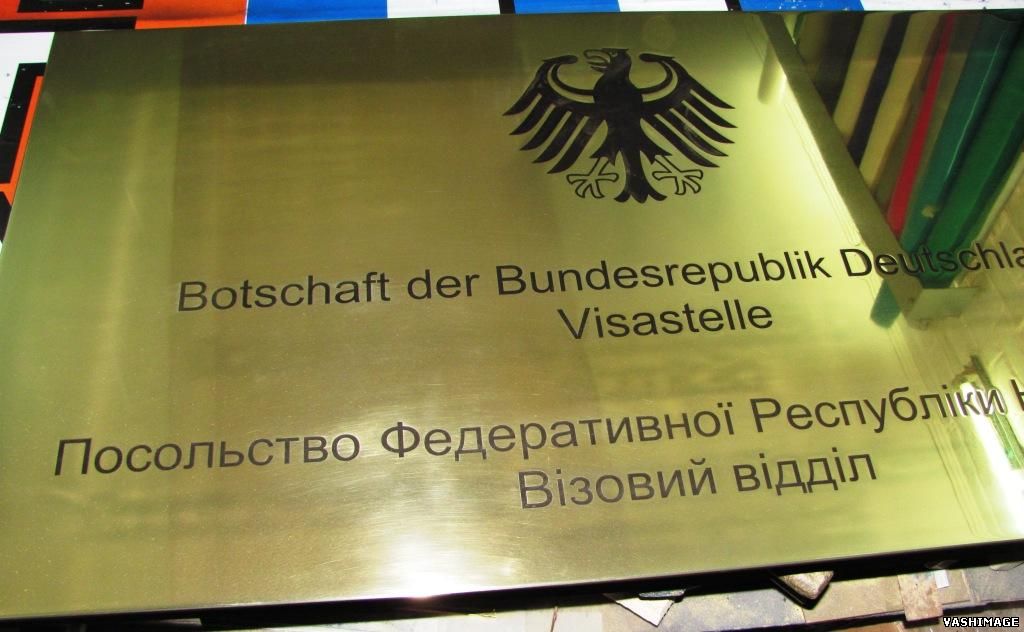 Botschaft der Bundesrepublik
Visastelle
Посольство Федеративної Республіки
Візовий відділ
VASHIMAGE